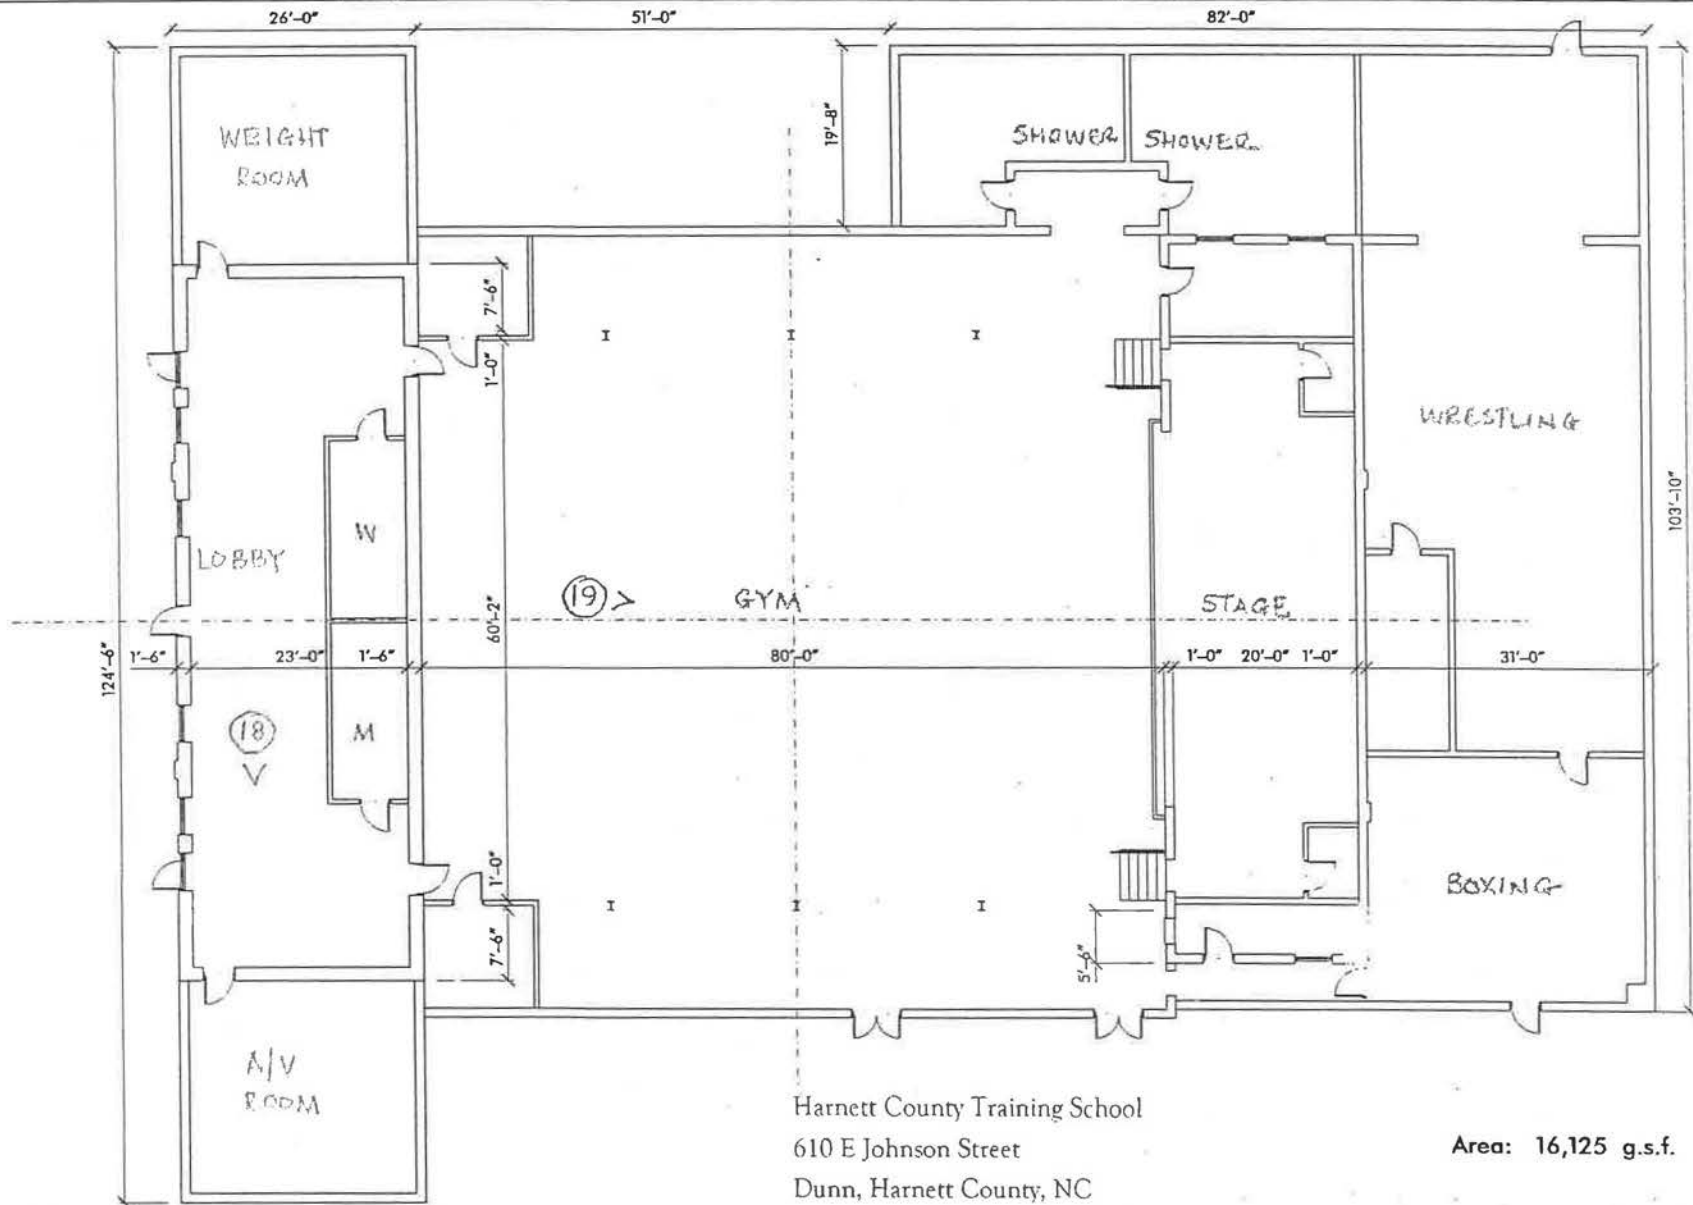 26'-0"
51'-0"
82'-0"
19'-8"
WEIGHT
ROOM
SHOWER
SHOWER
7'-6"
1'-0"
WRESTLING
124'-6"
103'-10"
W
LOBBY
60'-2"
19 >
GYM
STAGE
1'-6"
23'-0"
1'-6"
80'-0"
1'-0"
20'-0"
1'-0"
31'-0"
18
M
1'-0"
BOXING
7'-6"
5'-6"
A/V
ROOM
Harnett County Training School
610 E Johnson Street
Dunn, Harnett County, NC
Area: 16,125 g.s.f.